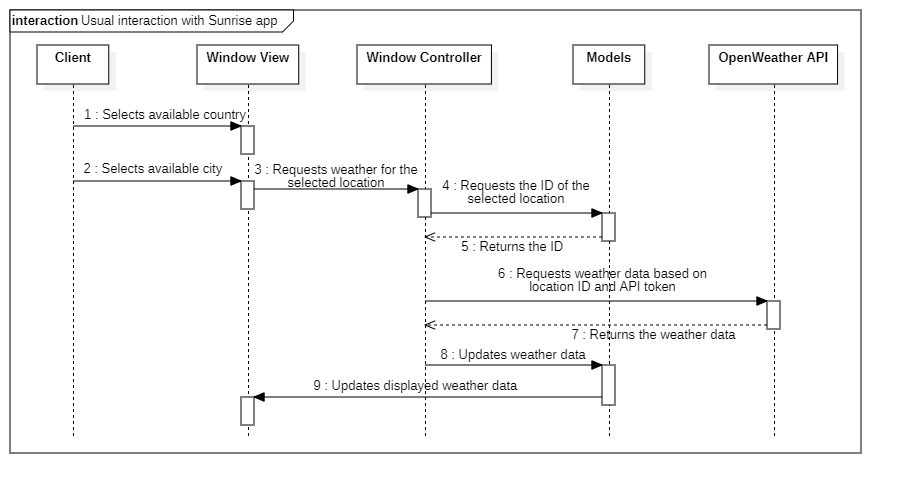 interaction Usual interaction with Sunrise app
Client
Window View
Window Controller
Models
OpenWeather API
1 : Selects available country
2 : Selects available city
3 : Requests weather for the
selected location
4 : Requests the ID of the
selected location
5 : Returns the ID
6 : Requests weather data based on
location ID and API token
7 : Returns the weather data
8 : Updates weather data
9 : Updates displayed weather data